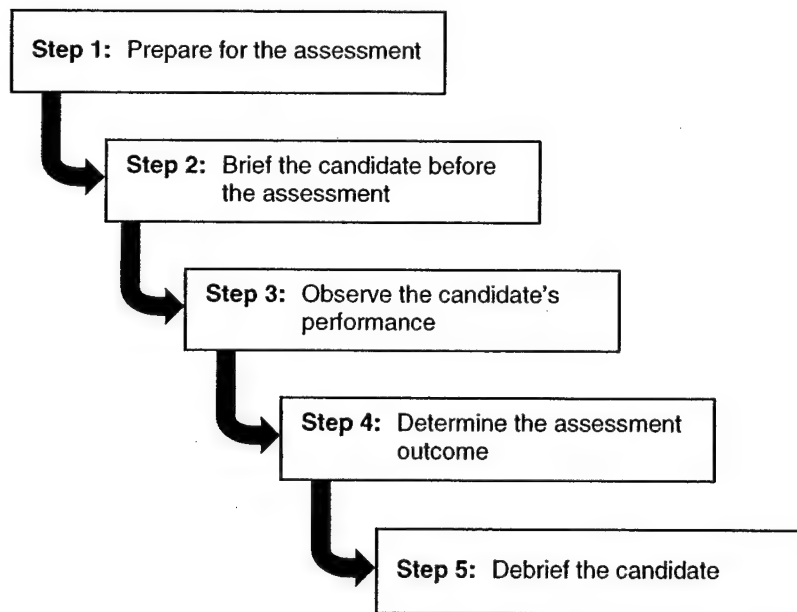 Step 1: Prepare for the assessment
Step 2: Brief the candidate before
the assessment
Step 3: Observe the candidate's
performance
Step 4: Determine the assessment
outcome
Step 5: Debrief the candidate